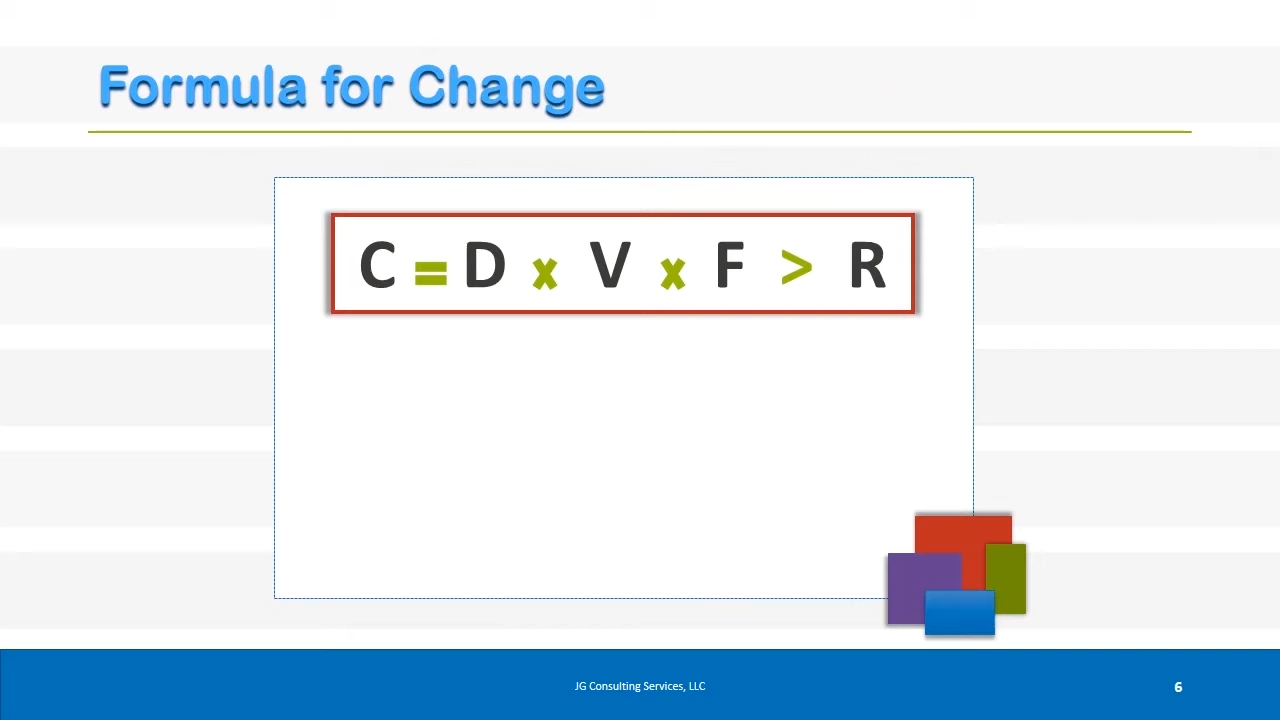 Formula for Change
C = D x V x F > R
JG Consulting Services, LLC
6